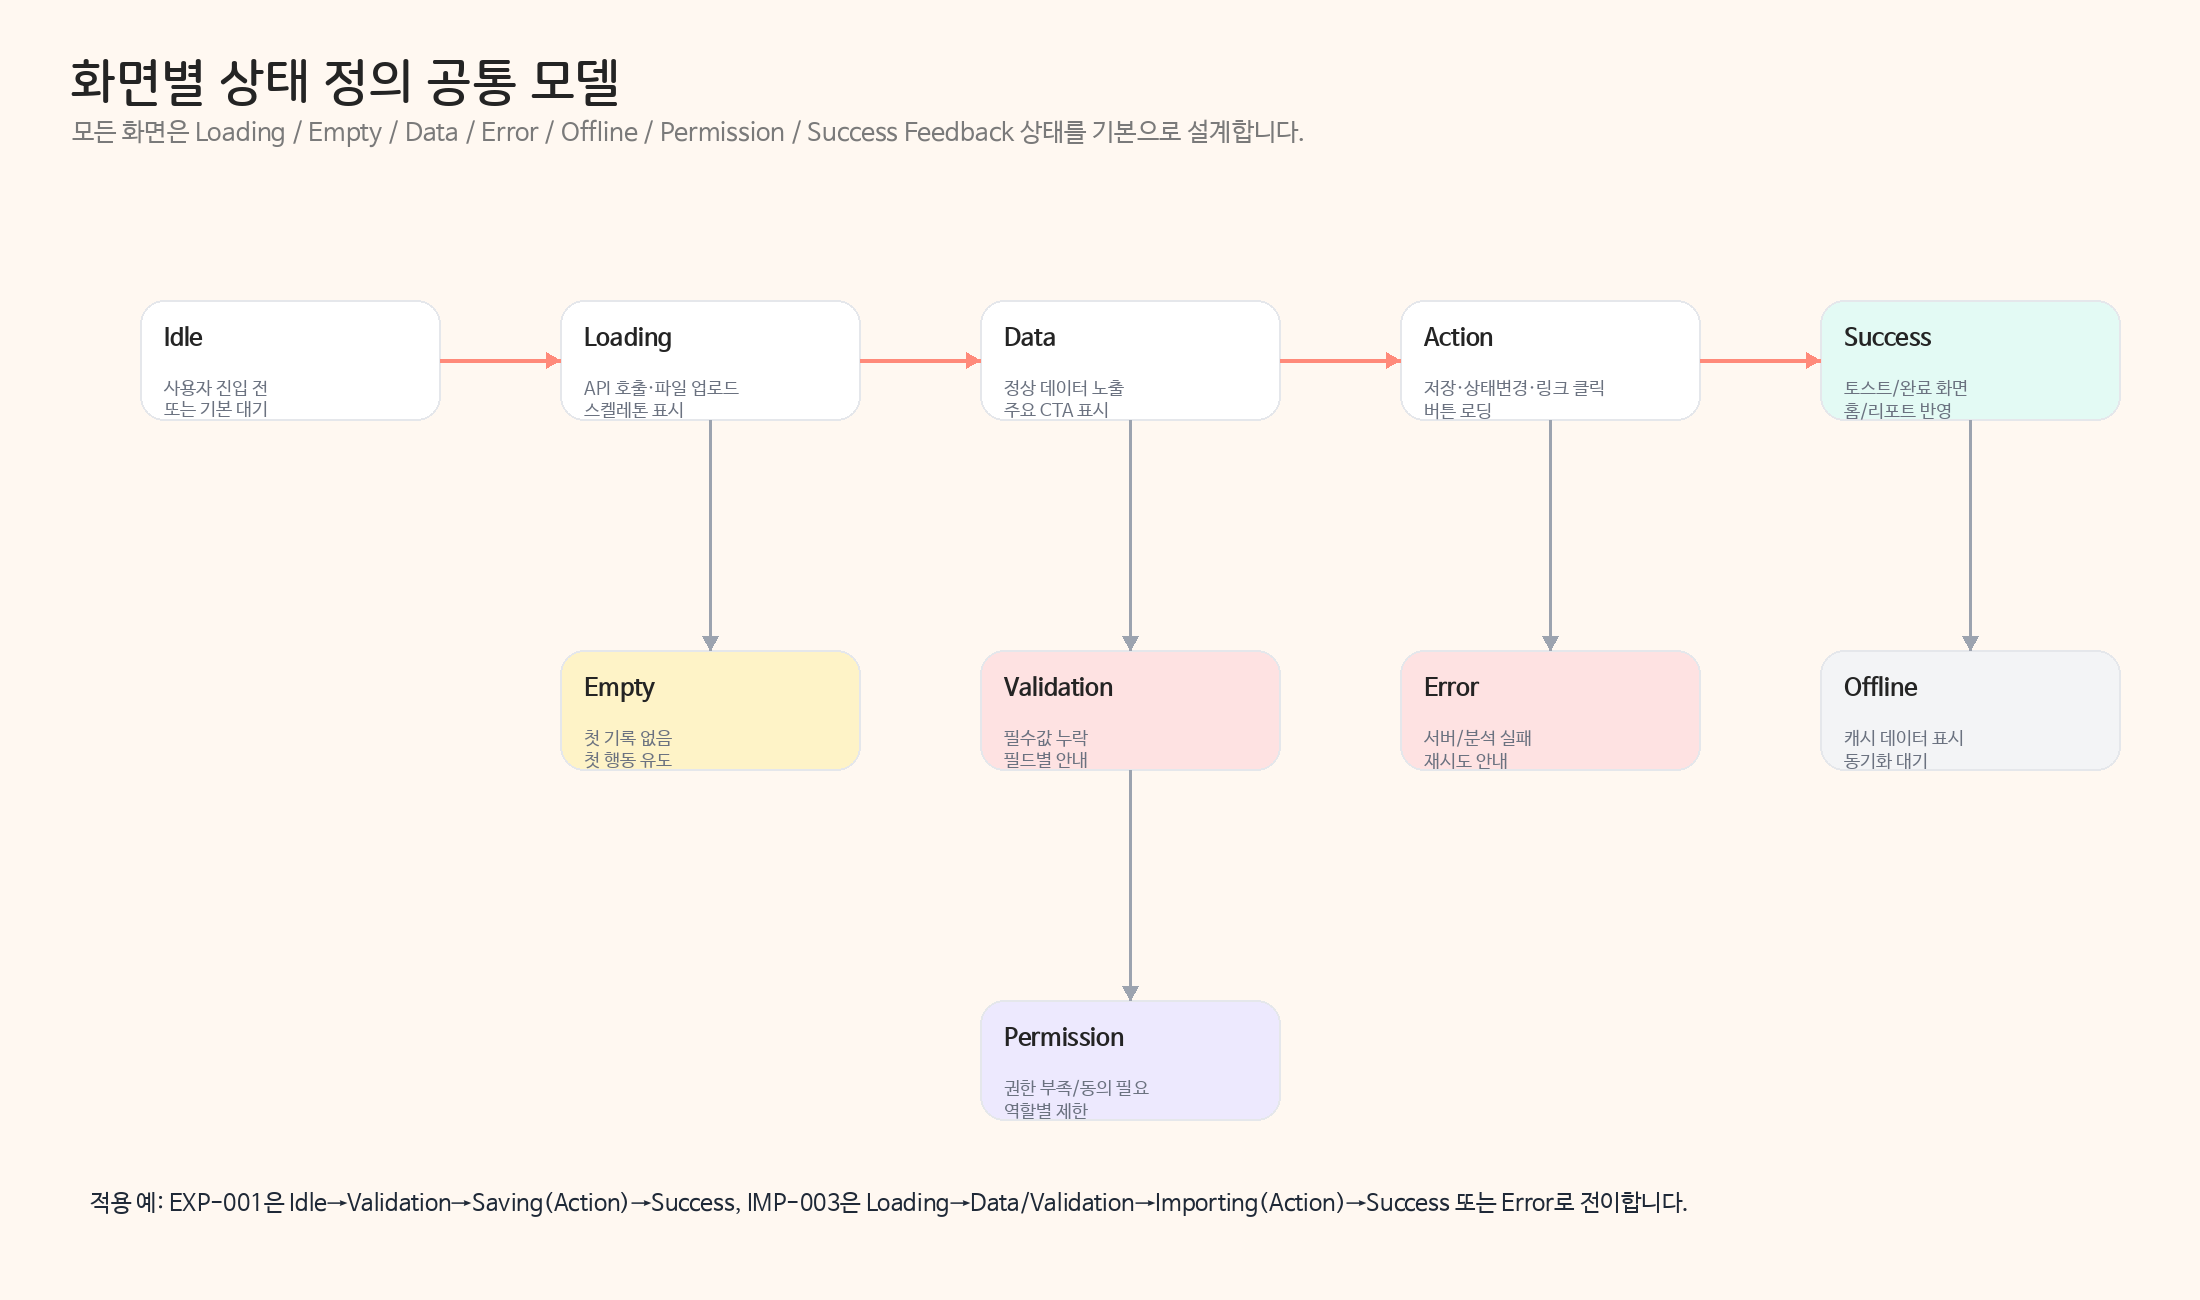 화면별 상태 정의 공통 모델
모든 화면은 Loading / Empty / Data / Error / Offline / Permission / Success Feedback 상태를 기본으로 설계합니다.
Idle
사용자 진입 전
또는 기본 대기
Loading
API 호출·파일 업로드
스켈레톤 표시
Data
정상 데이터 노출
주요 CTA 표시
Action
저장·상태변경·링크 클릭
버튼 로딩
Success
토스트/완료 화면
홈/리포트 반영
Empty
첫 기록 없음
첫 행동 유도
Validation
필수값 누락
필드별 안내
Error
서버/분석 실패
재시도 안내
Offline
캐시 데이터 표시
동기화 대기
Permission
권한 부족/동의 필요
역할별 제한
적용 예: EXP-001은 Idle→Validation→Saving(Action)→Success, IMP-003은 Loading→Data/Validation→Importing(Action)→Success 또는 Error로 전이합니다.